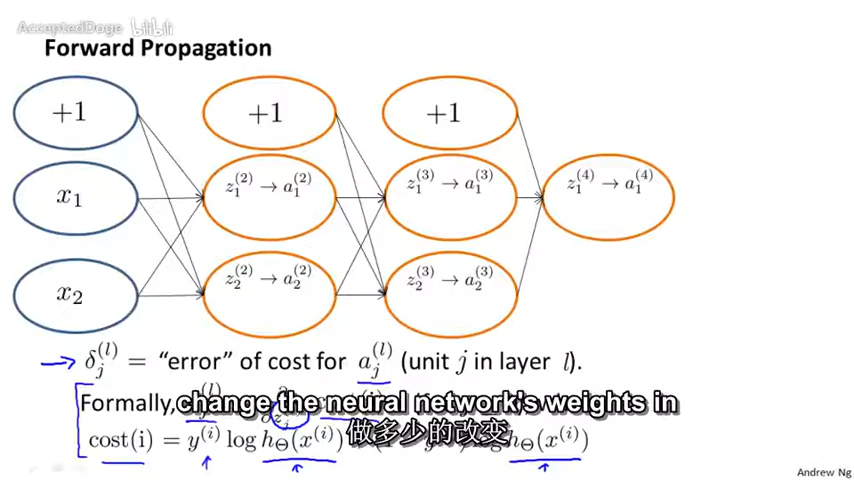 AcceptedDoge bilibili
Forward Propagation
+1 +1 +1
x₁ z₁⁽²⁾ → a₁⁽²⁾ z₁⁽³⁾ → a₁⁽³⁾ z₁⁽⁴⁾ → a₁⁽⁴⁾
x₂ z₂⁽²⁾ → a₂⁽²⁾ z₂⁽³⁾ → a₂⁽³⁾
δⱼ⁽ˡ⁾ = “error” of cost for aⱼ⁽ˡ⁾ (unit j in layer l).
Formally,
change the neural network's weights in
cost(i) = y⁽ⁱ⁾ log hΘ(x⁽ⁱ⁾) hΘ(x⁽ⁱ⁾)
做多少的改变
Andrew Ng